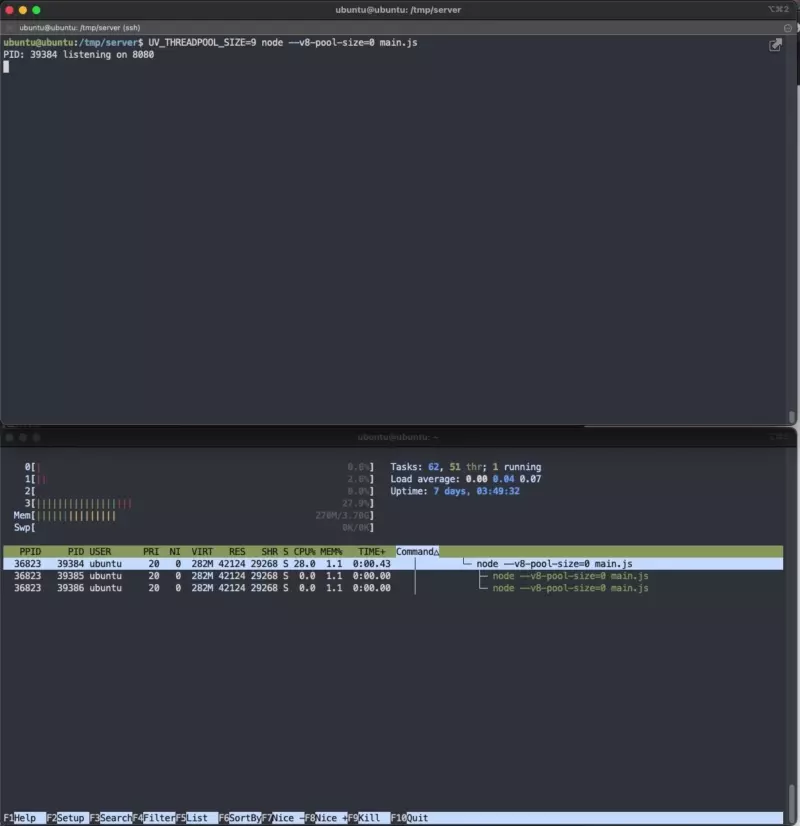 ubuntu@ubuntu: /tmp/server
⌥⌘2
ubuntu@ubuntu: /tmp/server (ssh)
ubuntu@ubuntu:/tmp/server$ UV_THREADPOOL_SIZE=9 node --v8-pool-size=0 main.js
PID: 39384 listening on 8080
ubuntu@ubuntu: ~
0[| 0.6%] Tasks: 62, 51 thr; 1 running
1[|| 2.6%] Load average: 0.00 0.04 0.07
2[ 0.0%] Uptime: 7 days, 03:49:32
3[||||||||||||||||||| 22.9%]
Mem[|||||||||||||||| 270M/3.70G]
Swp[ 0K/0K]
PPID PID USER PRI NI VIRT RES SHR S CPU% MEM% TIME+ Command△
36823 39384 ubuntu 20 0 282M 42124 29268 S 28.0 1.1 0:00.43 │ └─ node --v8-pool-size=0 main.js
36823 39385 ubuntu 20 0 282M 42124 29268 S 0.0 1.1 0:00.00 │ ├─ node --v8-pool-size=0 main.js
36823 39386 ubuntu 20 0 282M 42124 29268 S 0.0 1.1 0:00.00 │ └─ node --v8-pool-size=0 main.js
F1Help F2Setup F3SearchF4FilterF5List F6SortByF7Nice -F8Nice +F9Kill F10Quit